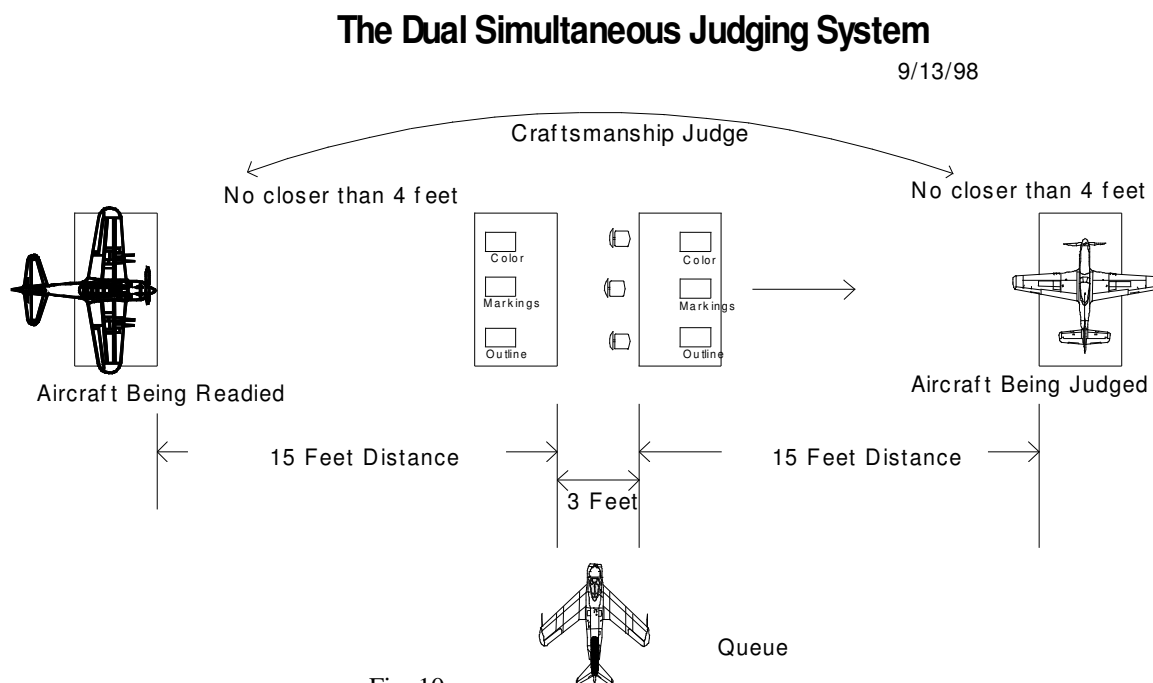 The Dual Simultaneous Judging System
9/13/98
Craftsmanship Judge
No closer than 4 feet
No closer than 4 feet
Color
Markings
Outline
Color
Markings
Outline
Aircraft Being Readied
Aircraft Being Judged
15 Feet Distance
15 Feet Distance
3 Feet
Queue